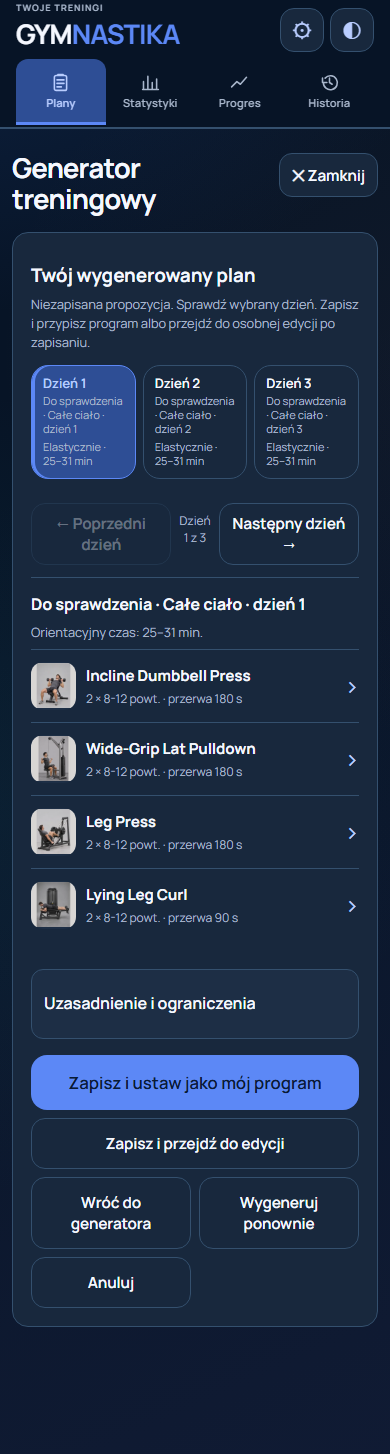 TWOJE TRENINGI
GYMNASTIKA
Plany
Statystyki
Progres
Historia
Generator
treningowy
× Zamknij
Twój wygenerowany plan
Niezapisana propozycja. Sprawdź wybrany dzień. Zapisz
i przypisz program albo przejdź do osobnej edycji po
zapisaniu.
Dzień 1
Do sprawdzenia
· Całe ciało ·
dzień 1
Elastycznie ·
25–31 min
Dzień 2
Do sprawdzenia
· Całe ciało ·
dzień 2
Elastycznie ·
25–31 min
Dzień 3
Do sprawdzenia
· Całe ciało ·
dzień 3
Elastycznie ·
25–31 min
← Poprzedni
dzień
Dzień
1 z 3
Następny dzień
→
Do sprawdzenia · Całe ciało · dzień 1
Orientacyjny czas: 25–31 min.
Incline Dumbbell Press
2 × 8-12 powt. · przerwa 180 s
Wide-Grip Lat Pulldown
2 × 8-12 powt. · przerwa 180 s
Leg Press
2 × 8-12 powt. · przerwa 180 s
Lying Leg Curl
2 × 8-12 powt. · przerwa 90 s
Uzasadnienie i ograniczenia
Zapisz i ustaw jako mój program
Zapisz i przejdź do edycji
Wróć do
generatora
Wygeneruj
ponownie
Anuluj